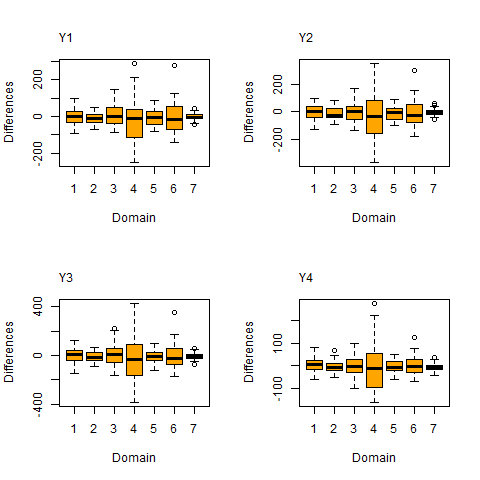 Y1
Differences
-200 0 200
1 2 3 4 5 6 7
Domain
Y2
Differences
-200 0 200
1 2 3 4 5 6 7
Domain
Y3
Differences
-400 0 400
1 2 3 4 5 6 7
Domain
Y4
Differences
-100 100
1 2 3 4 5 6 7
Domain